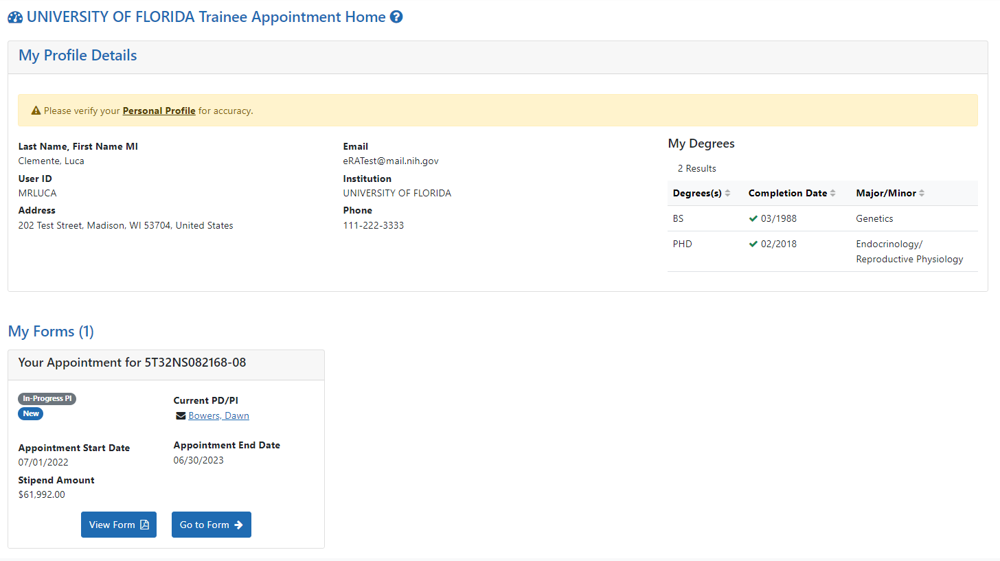 UNIVERSITY OF FLORIDA Trainee Appointment Home ?
My Profile Details
Please verify your Personal Profile for accuracy.
Last Name, First Name MI
Clemente, Luca
User ID
MRLUCA
Address
202 Test Street, Madison, WI 53704, United States
Email
eRATest@mail.nih.gov
Institution
UNIVERSITY OF FLORIDA
Phone
111-222-3333
My Degrees
2 Results
Degrees(s) Completion Date Major/Minor
BS 03/1988 Genetics
PHD 02/2018 Endocrinology/
Reproductive Physiology
My Forms (1)
Your Appointment for 5T32NS082168-08
In-Progress PI
New
Current PD/PI
Bowers, Dawn
Appointment Start Date
07/01/2022
Appointment End Date
06/30/2023
Stipend Amount
$61,992.00
View Form
Go to Form